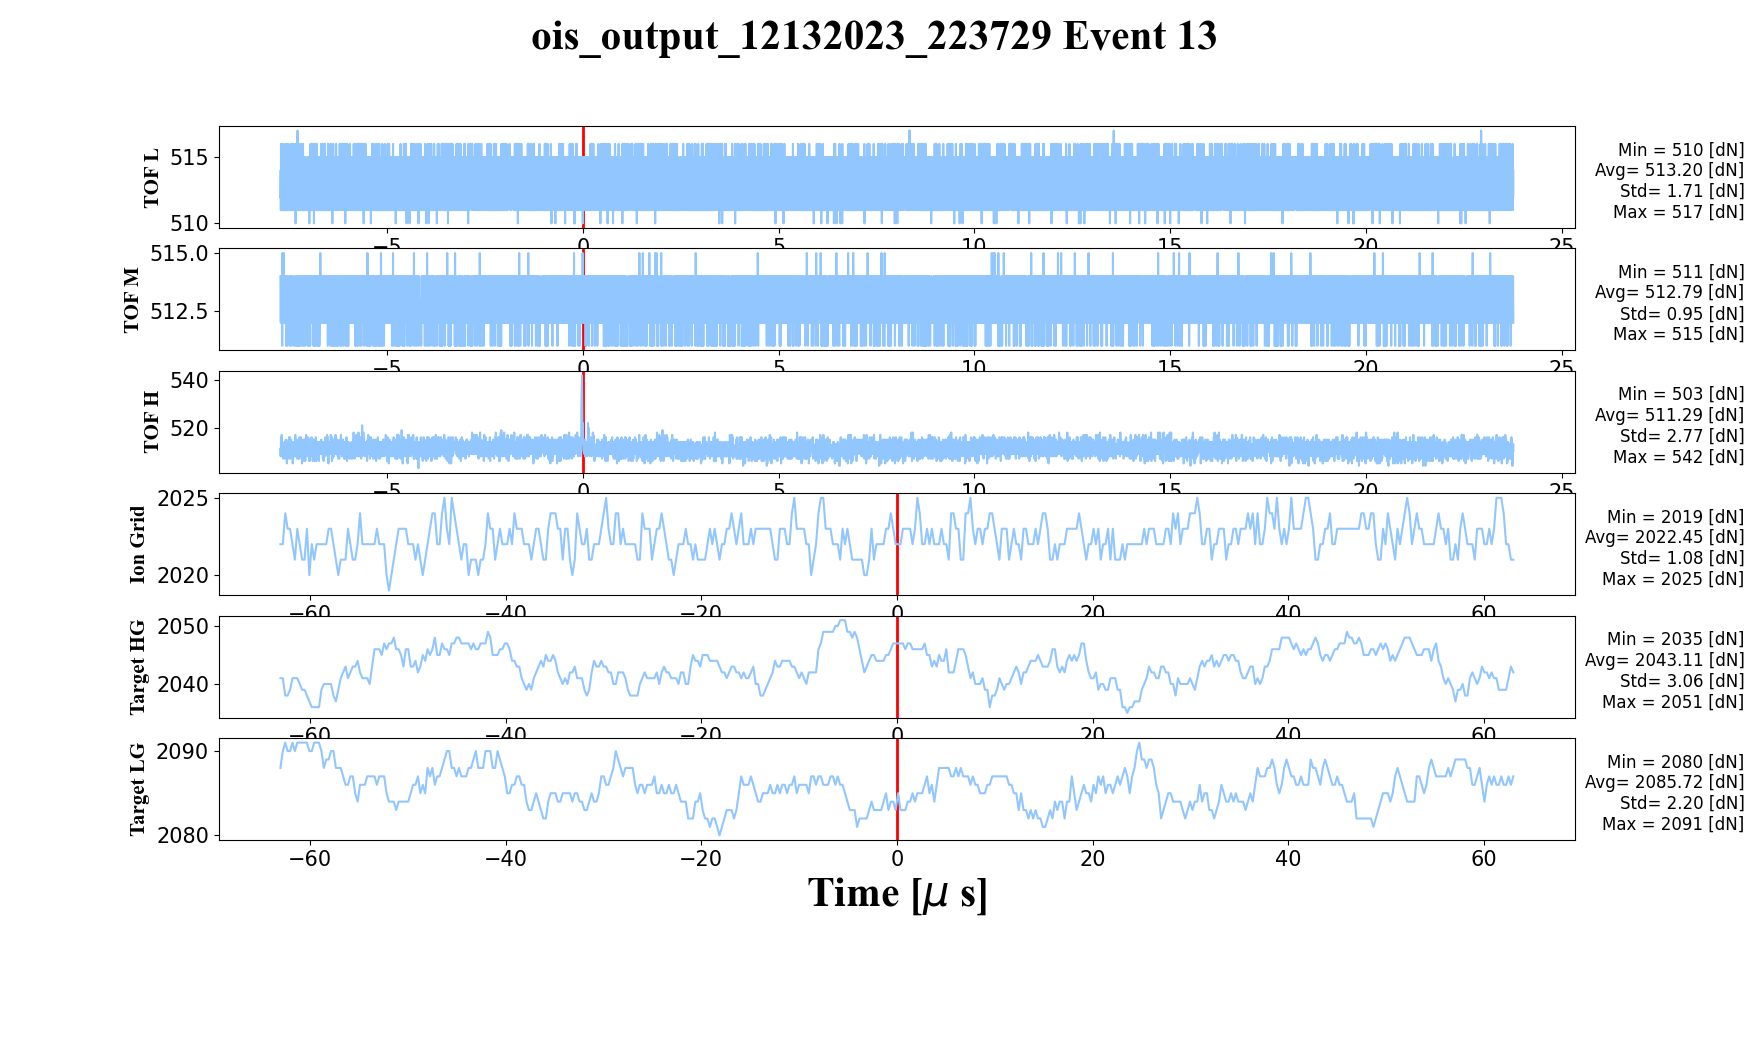 ois_output_12132023_223729 Event 13
TOF L
515
510
−5
0
5
10
15
20
25
Min = 510 [dN]
Avg= 513.20 [dN]
Std= 1.71 [dN]
Max = 517 [dN]
TOF M
515.0
512.5
−5
0
5
10
15
20
25
Min = 511 [dN]
Avg= 512.79 [dN]
Std= 0.95 [dN]
Max = 515 [dN]
TOF H
540
520
−5
0
5
10
15
20
25
Min = 503 [dN]
Avg= 511.29 [dN]
Std= 2.77 [dN]
Max = 542 [dN]
Ion Grid
2025
2020
−60
−40
−20
0
20
40
60
Min = 2019 [dN]
Avg= 2022.45 [dN]
Std= 1.08 [dN]
Max = 2025 [dN]
Target HG
2050
2040
−60
−40
−20
0
20
40
60
Min = 2035 [dN]
Avg= 2043.11 [dN]
Std= 3.06 [dN]
Max = 2051 [dN]
Target LG
2090
2080
−60
−40
−20
0
20
40
60
Min = 2080 [dN]
Avg= 2085.72 [dN]
Std= 2.20 [dN]
Max = 2091 [dN]
Time [μ s]